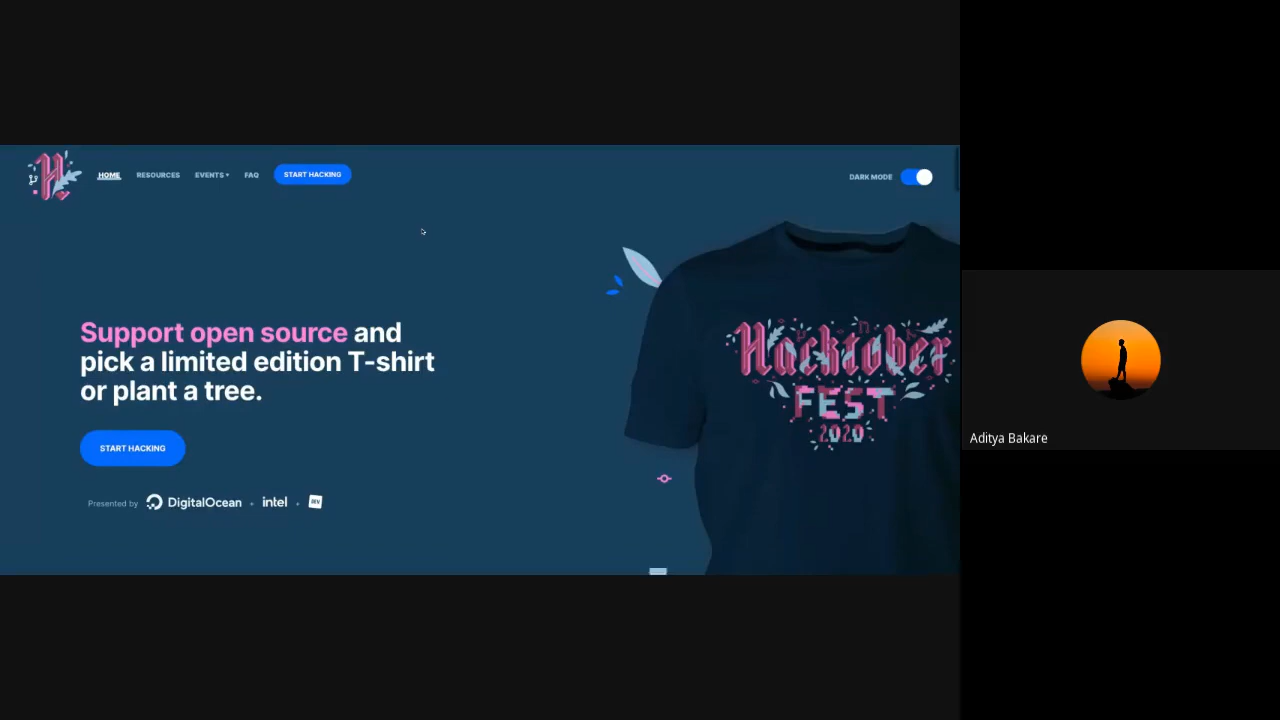 HOME RESOURCES EVENTS FAQ START HACKING
DARK MODE
Support open source and
pick a limited edition T-shirt
or plant a tree.
START HACKING
Presented by DigitalOcean • intel • DEV
Hacktober
FEST
2020
Aditya Bakare